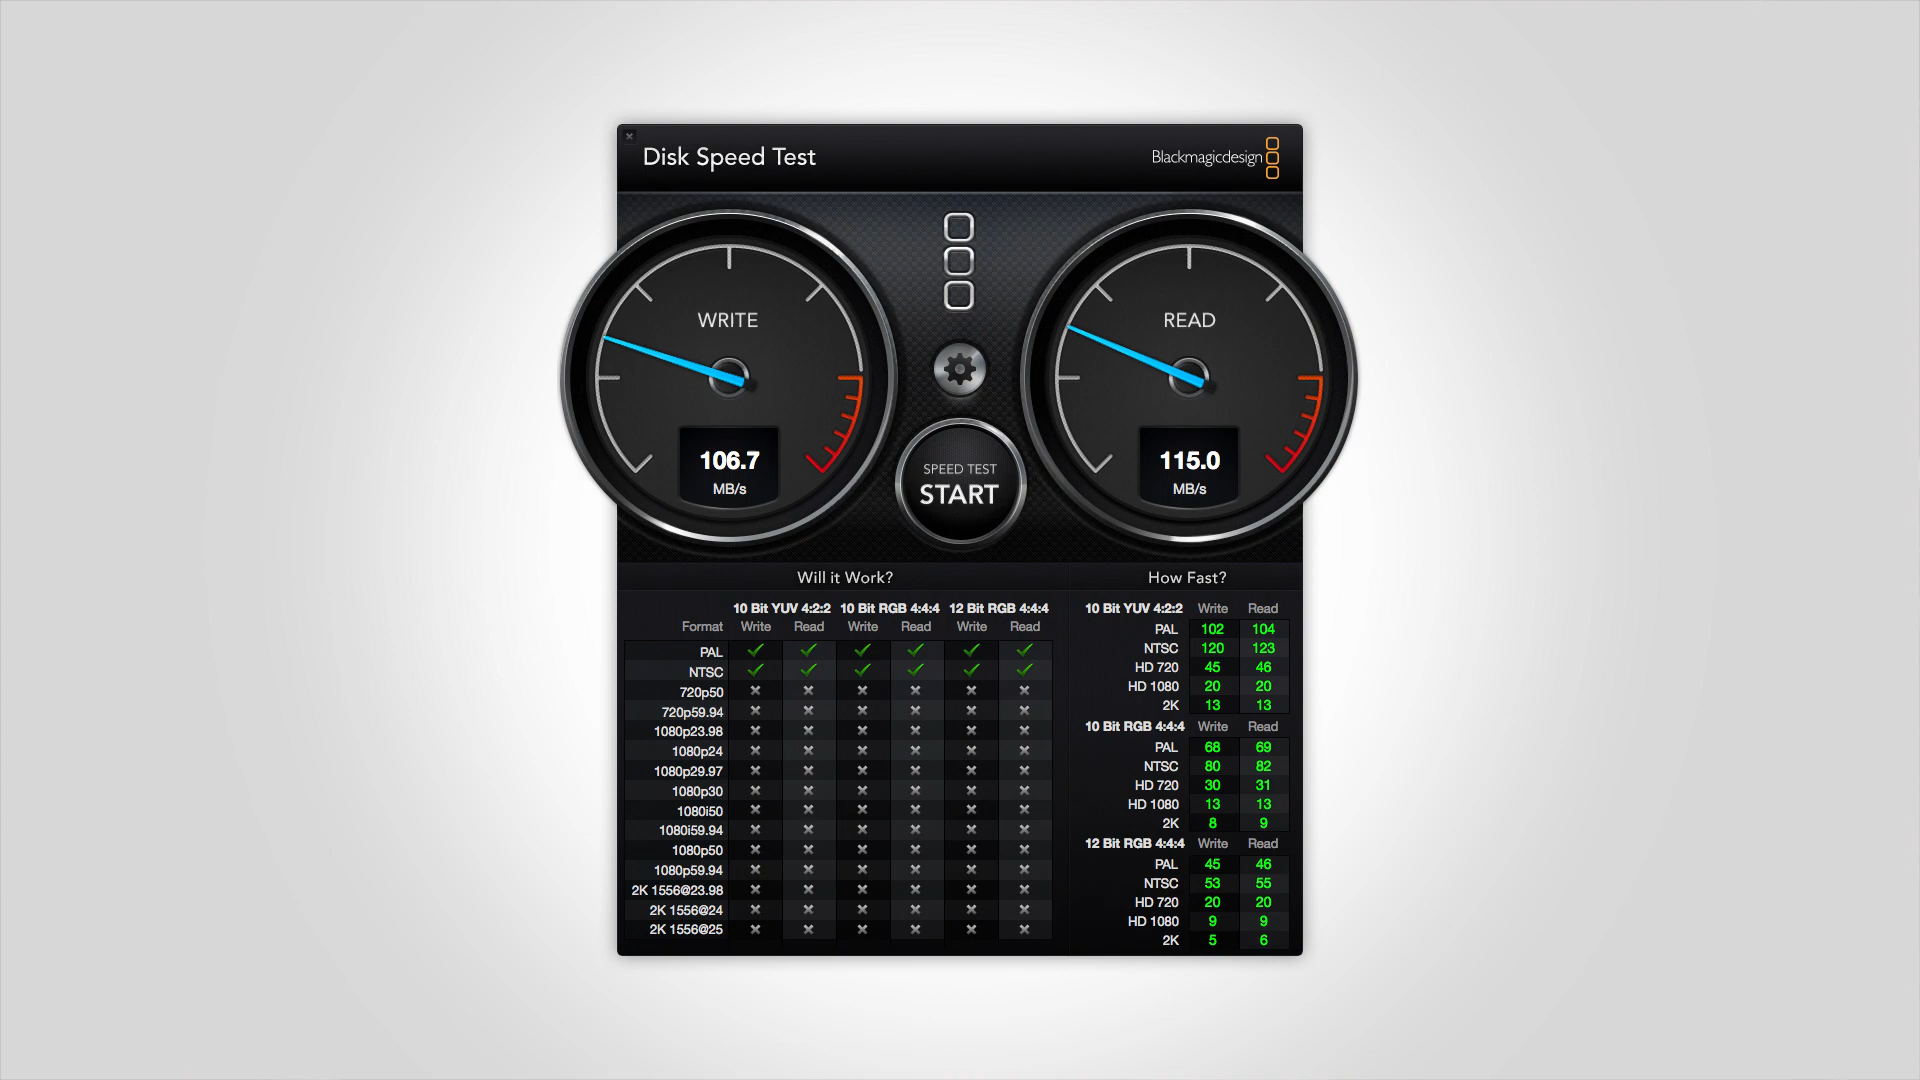 Disk Speed Test
Blackmagicdesign
WRITE
106.7
MB/s
SPEED TEST
START
READ
115.0
MB/s
Will it Work?
10 Bit YUV 4:2:2 10 Bit RGB 4:4:4 12 Bit RGB 4:4:4
Format Write Read Write Read Write Read
PAL
NTSC
720p50
720p59.94
1080p23.98
1080p24
1080p29.97
1080p30
1080i50
1080i59.94
1080p50
1080p59.94
2K 1556@23.98
2K 1556@24
2K 1556@25
How Fast?
10 Bit YUV 4:2:2 Write Read
PAL 102 104
NTSC 120 123
HD 720 45 46
HD 1080 20 20
2K 13 13
10 Bit RGB 4:4:4 Write Read
PAL 68 69
NTSC 80 82
HD 720 30 31
HD 1080 13 13
2K 8 9
12 Bit RGB 4:4:4 Write Read
PAL 45 46
NTSC 53 55
HD 720 20 20
HD 1080 9 9
2K 5 6